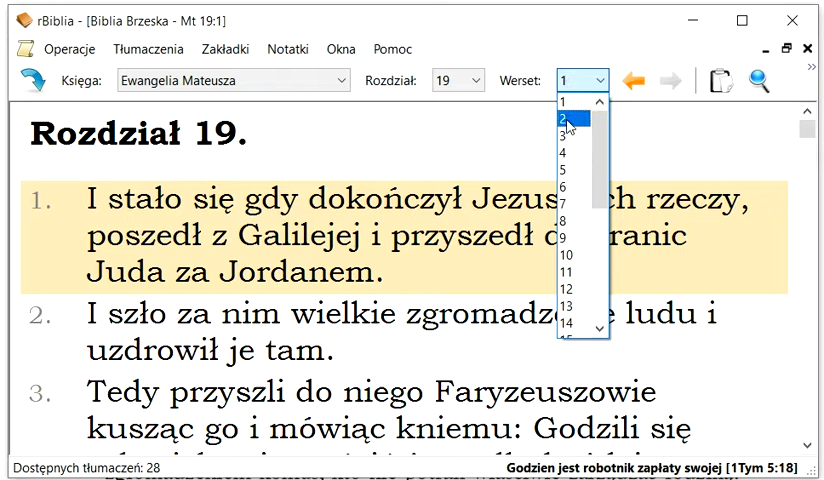 rBiblia - [Biblia Brzeska - Mt 19:1]
Operacje Tłumaczenia Zakładki Notatki Okna Pomoc
Księga: Ewangelia Mateusza Rozdział: 19 Werset: 1
1
2
3
4
5
6
7
8
9
10
11
12
13
14
Rozdział 19.
1. I stało się gdy dokończył Jezus ch rzeczy,
poszedł z Galilejej i przyszedł d ranic
Juda za Jordanem.
2. I szło za nim wielkie zgromadz e ludu i
uzdrowił je tam.
3. Tedy przyszli do niego Faryzeuszowie
kusząc go i mówiąc kniemu: Godzili się
Dostępnych tłumaczeń: 28
Godzien jest robotnik zapłaty swojej [1Tym 5:18]